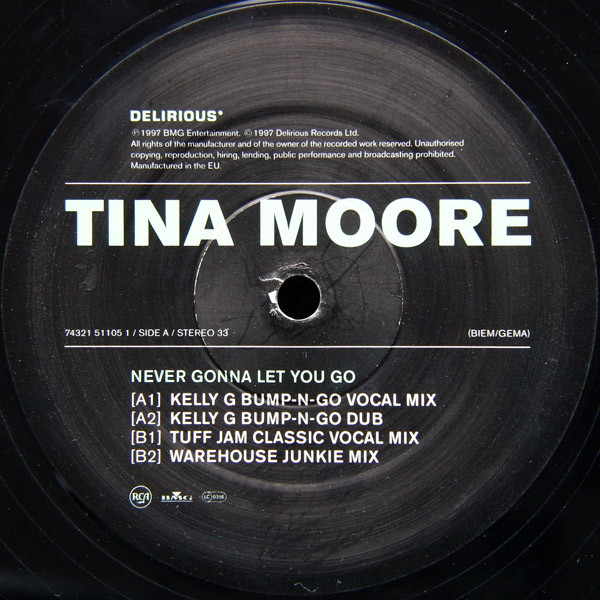 DELIRIOUS*
℗ 1997 BMG Entertainment. © 1997 Delirious Records Ltd.
All rights of the manufacturer and of the owner of the recorded work reserved. Unauthorised
copying, reproduction, hiring, lending, public performance and broadcasting prohibited.
Manufactured in the EU.
TINA MOORE
74321 51105 1 / SIDE A / STEREO 33 (BIEM/GEMA)
NEVER GONNA LET YOU GO
[A1] KELLY G BUMP-N-GO VOCAL MIX
[A2] KELLY G BUMP-N-GO DUB
[B1] TUFF JAM CLASSIC VOCAL MIX
[B2] WAREHOUSE JUNKIE MIX
RCA BMG LC 0316